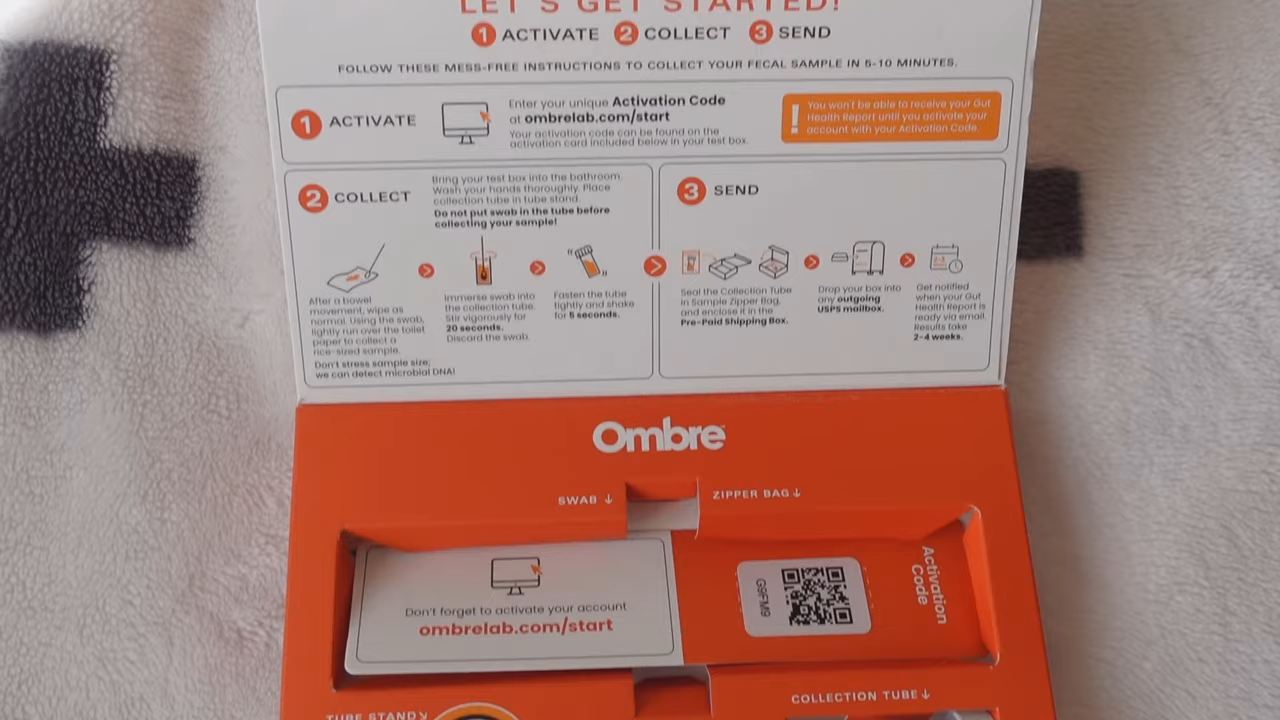 LET'S GET STARTED!
1 ACTIVATE 2 COLLECT 3 SEND
FOLLOW THESE MESS-FREE INSTRUCTIONS TO COLLECT YOUR FECAL SAMPLE IN 5-10 MINUTES.
1 ACTIVATE
Enter your unique Activation Code
at ombrelab.com/start
Your activation code can be found on the
activation card included below in your test box.
! You won't be able to receive your Gut
Health Report until you activate your
account with your Activation Code.
2 COLLECT
Bring your test box into the bathroom.
Wash your hands thoroughly. Place
collection tube in tube stand.
Do not put swab in the tube before
collecting your sample!
After a bowel
movement, wipe as
normal. Using the swab,
lightly run over the toilet
paper to collect a
rice-sized sample.
Don't stress sample size;
we can detect microbial DNA!
Immerse swab into
the collection tube.
Stir vigorously for
20 seconds.
Discard the swab.
Fasten the tube
tightly and shake
for 5 seconds.
3 SEND
Seal the Collection Tube
in Sample Zipper Bag,
and enclose it in the
Pre-Paid Shipping Box.
Drop your box into
any outgoing
USPS mailbox.
Get notified
when your Gut
Health Report is
ready via email.
Results take
2-4 weeks.
Ombre
SWAB ↓
ZIPPER BAG ↓
Don't forget to activate your account
ombrelab.com/start
G9FM9
Activation
Code
TUBE STAND
COLLECTION TUBE ↓